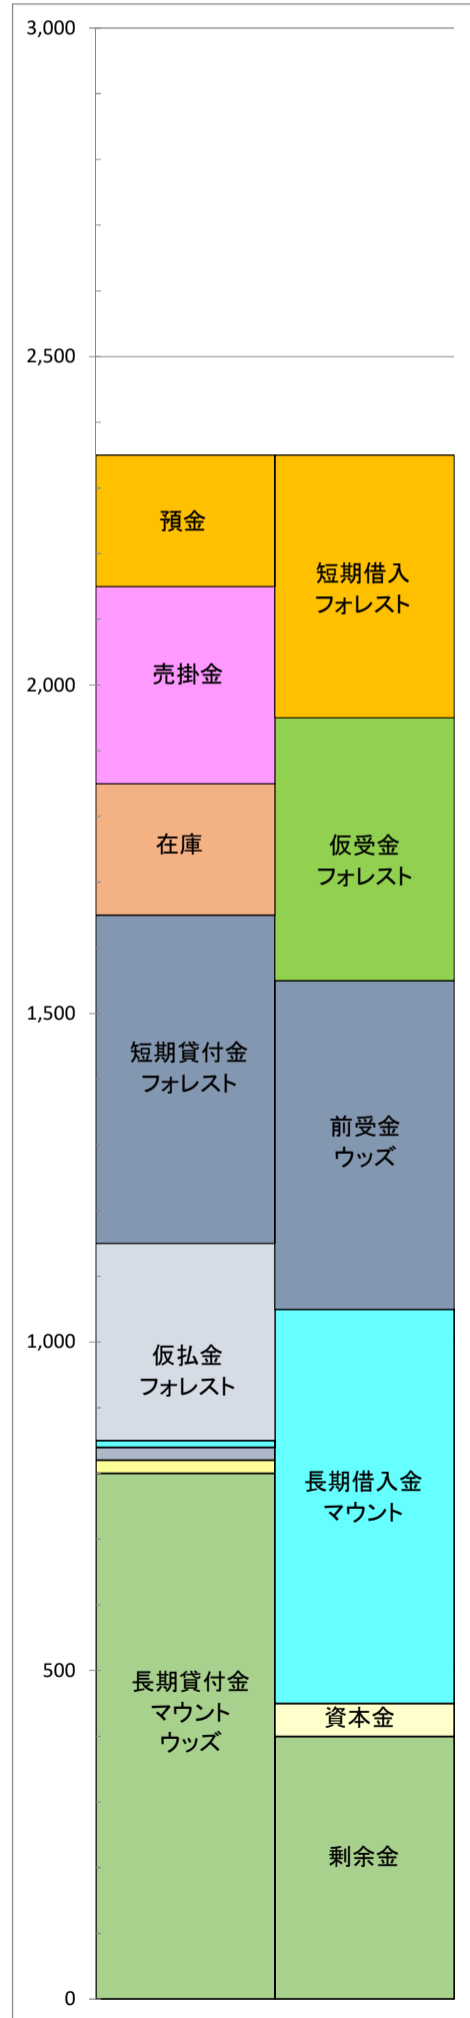 3,000
2,500
2,000
1,500
1,000
500
0
預金
売掛金
在庫
短期貸付金
フォレスト
仮払金
フォレスト
長期貸付金
マウント
ウッズ
短期借入
フォレスト
仮受金
フォレスト
前受金
ウッズ
長期借入金
マウント
資本金
剰余金